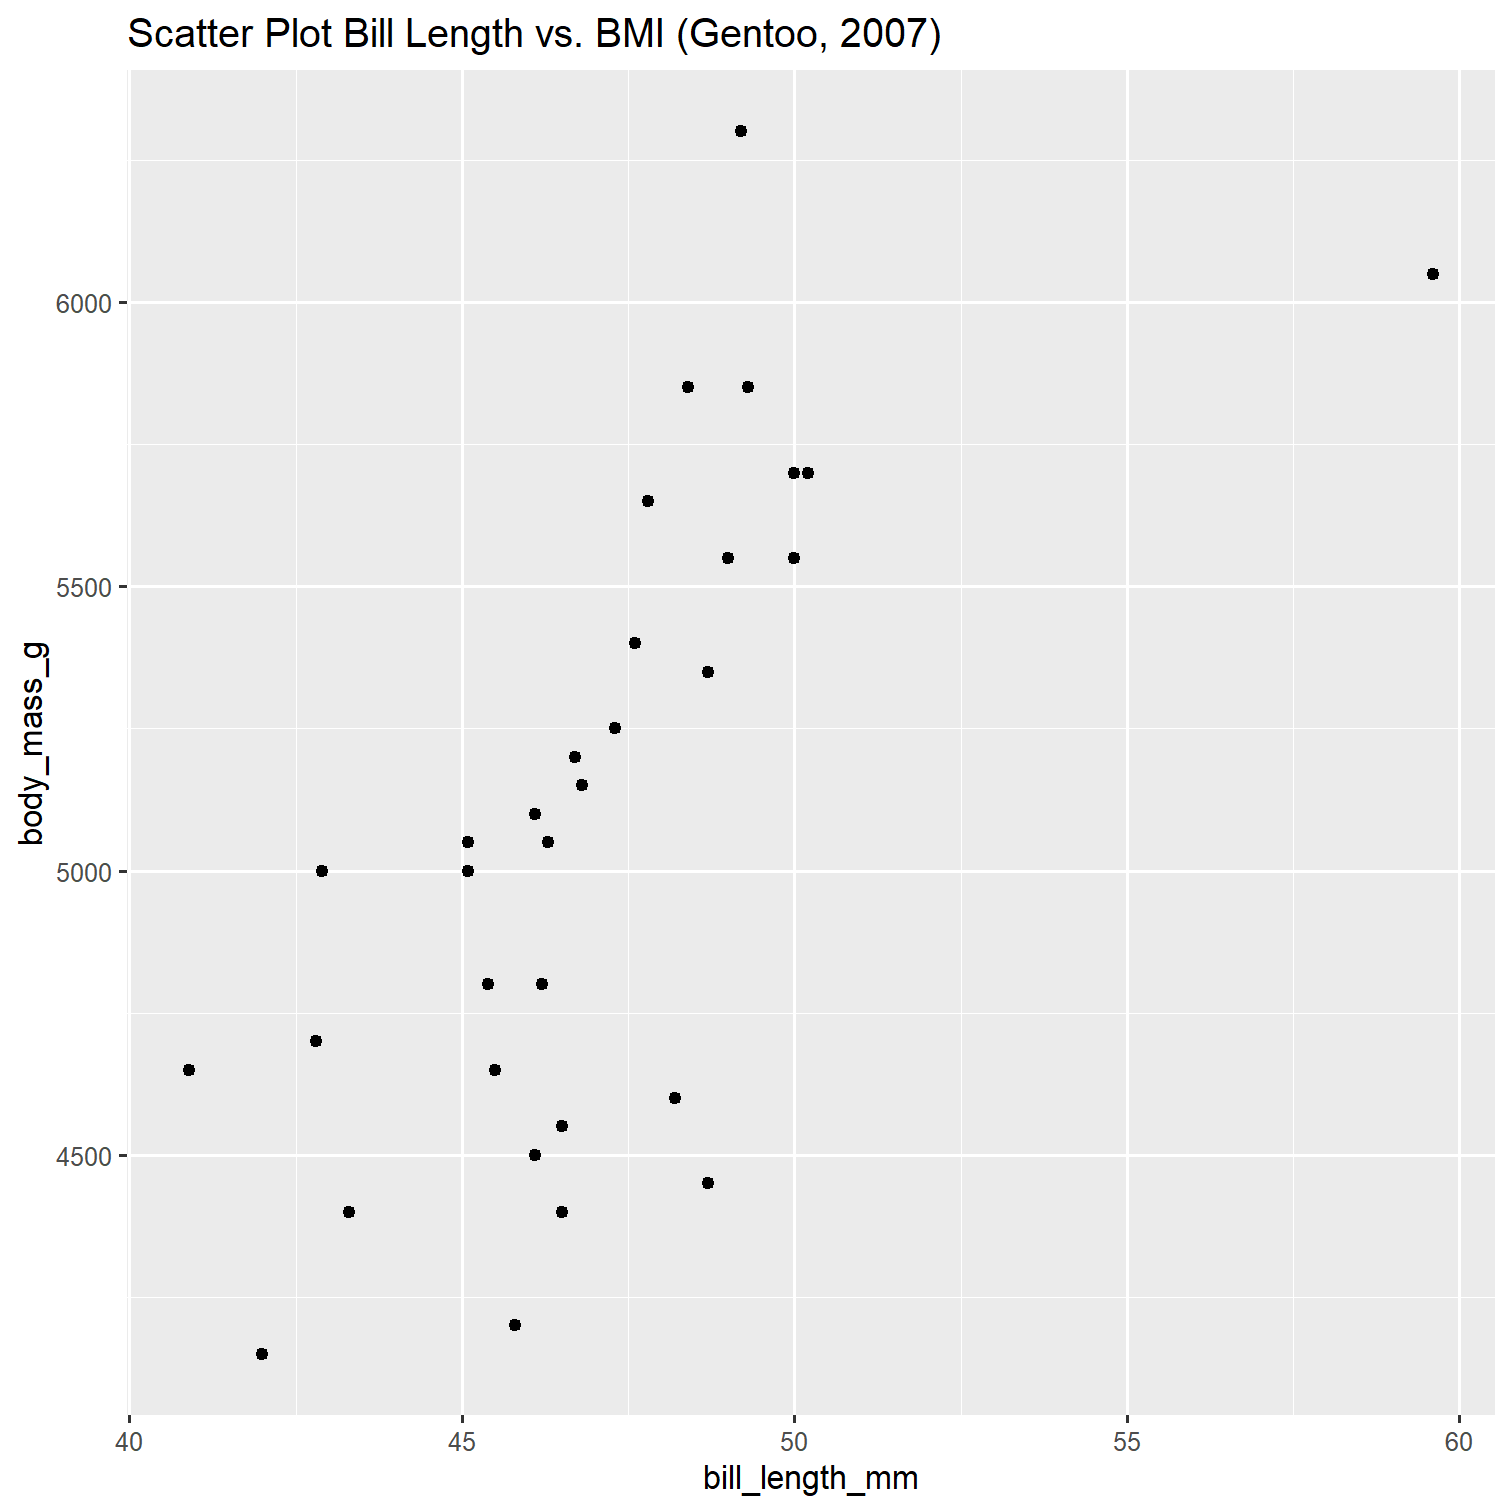 Scatter Plot Bill Length vs. BMI (Gentoo, 2007)
6000
5500
5000
4500
body_mass_g
40 45 50 55 60
bill_length_mm